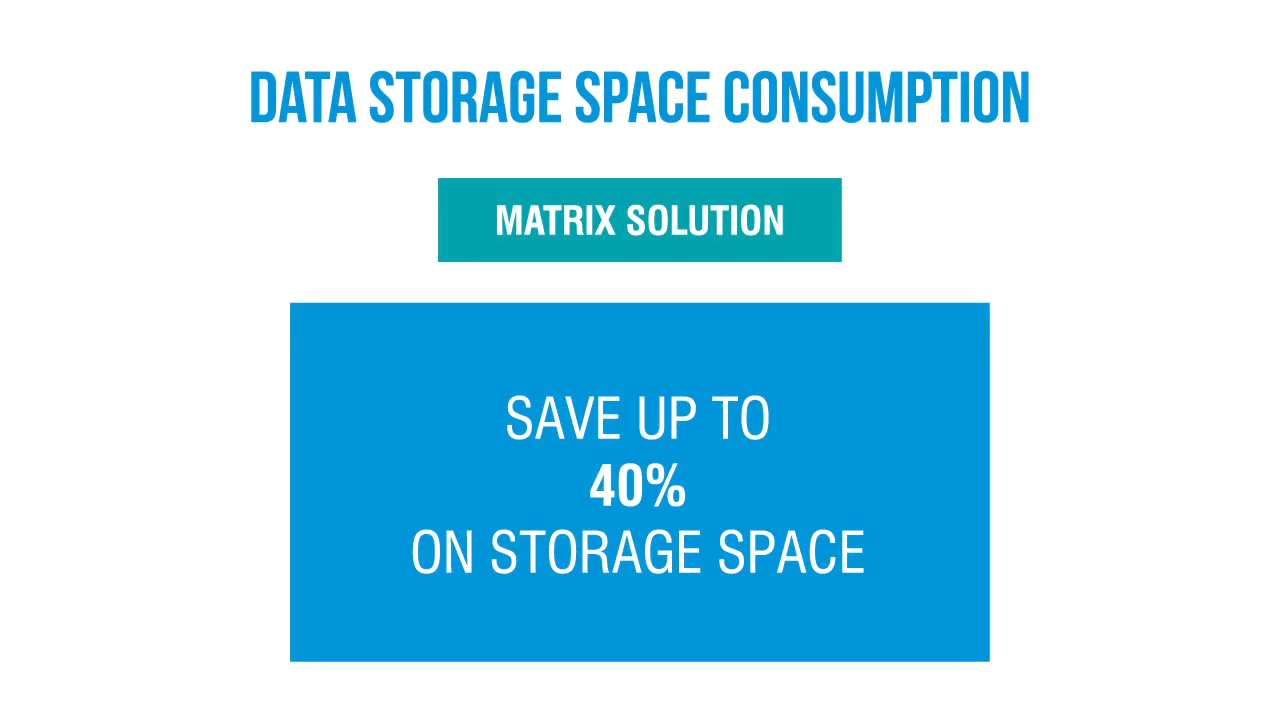 DATA STORAGE SPACE CONSUMPTION
MATRIX SOLUTION
SAVE UP TO
40%
ON STORAGE SPACE